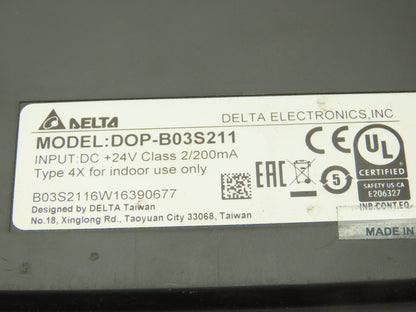 DELTA
DELTA ELECTRONICS,INC
MODEL:DOP-B03S211
INPUT:DC +24V Class 2/200mA
Type 4X for indoor use only
CE
EAC
5
UL
CERTIFIED
SAFETY US CA
E206327
IND.CONT.EQ.
B03S2116W16390677
Designed by DELTA Taiwan
No.18, Xinglong Rd., Taoyuan City 33068, Taiwan
MADE IN